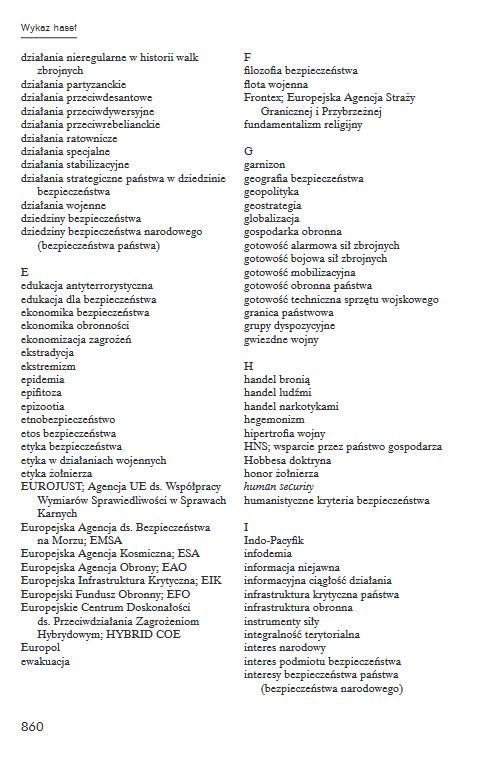 Wykaz haseł
działania nieregularne w historii walk
zbrojnych
działania partyzanckie
działania przeciwdesantowe
działania przeciwdywersyjne
działania przeciwrebelianckie
działania ratownicze
działania specjalne
działania stabilizacyjne
działania strategiczne państwa w dziedzinie
bezpieczeństwa
działania wojenne
dziedziny bezpieczeństwa
dziedziny bezpieczeństwa narodowego
(bezpieczeństwa państwa)
E
edukacja antyterrorystyczna
edukacja dla bezpieczeństwa
ekonomika bezpieczeństwa
ekonomika obronności
ekonomizacja zagrożeń
ekstradycja
ekstremizm
epidemia
epifitoza
epizootia
etnobezpieczeństwo
etos bezpieczeństwa
etyka bezpieczeństwa
etyka w działaniach wojennych
etyka żołnierza
EUROJUST; Agencja UE ds. Współpracy
Wymiarów Sprawiedliwości w Sprawach
Karnych
Europejska Agencja ds. Bezpieczeństwa
na Morzu; EMSA
Europejska Agencja Kosmiczna; ESA
Europejska Agencja Obrony; EAO
Europejska Infrastruktura Krytyczna; EIK
Europejski Fundusz Obronny; EFO
Europejskie Centrum Doskonałości
ds. Przeciwdziałania Zagrożeniom
Hybrydowym; HYBRID COE
Europol
ewakuacja
F
filozofia bezpieczeństwa
flota wojenna
Frontex; Europejska Agencja Straży
Granicznej i Przybrzeżnej
fundamentalizm religijny
G
garnizon
geografia bezpieczeństwa
geopolityka
geostrategia
globalizacja
gospodarka obronna
gotowość alarmowa sił zbrojnych
gotowość bojowa sił zbrojnych
gotowość mobilizacyjna
gotowość obronna państwa
gotowość techniczna sprzętu wojskowego
granica państwowa
grupy dyspozycyjne
gwiezdne wojny
H
handel bronią
handel ludźmi
handel narkotykami
hegemonizm
hipertrofia wojny
HNS; wsparcie przez państwo gospodarza
Hobbesa doktryna
honor żołnierza
human security
humanistyczne kryteria bezpieczeństwa
I
Indo-Pacyfik
infodemia
informacja niejawna
informacyjna ciągłość działania
infrastruktura krytyczna państwa
infrastruktura obronna
instrumenty siły
integralność terytorialna
interes narodowy
interes podmiotu bezpieczeństwa
interesy bezpieczeństwa państwa
(bezpieczeństwa narodowego)
860